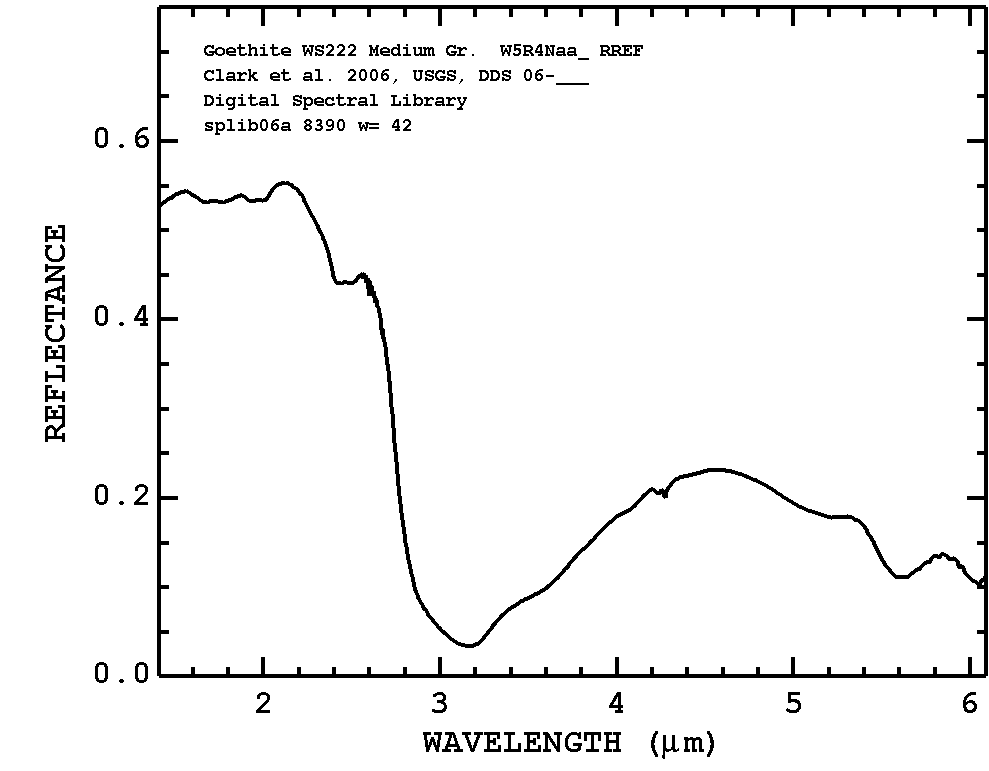 Goethite WS222 Medium Gr.  W5R4Naa_ RREF
Clark et al. 2006, USGS, DDS 06-___
Digital Spectral Library
splib06a 8390 w= 42
REFLECTANCE
0.6
0.4
0.2
0.0
2 3 4 5 6
WAVELENGTH (μm)